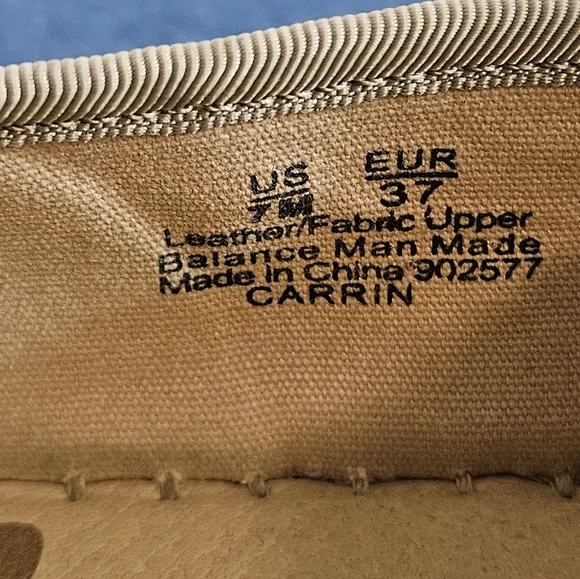 US EUR
7M 37
Leather/Fabric Upper
Balance Man Made
Made In China 902577
CARRIN